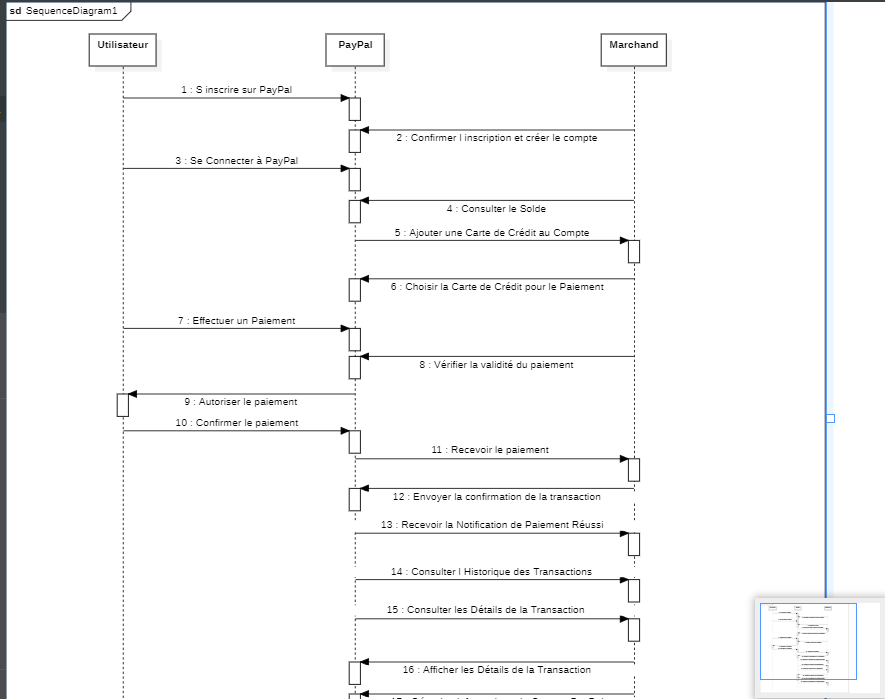 sd SequenceDiagram1
Utilisateur
PayPal
Marchand
1 : S inscrire sur PayPal
2 : Confirmer l inscription et créer le compte
3 : Se Connecter à PayPal
4 : Consulter le Solde
5 : Ajouter une Carte de Crédit au Compte
6 : Choisir la Carte de Crédit pour le Paiement
7 : Effectuer un Paiement
8 : Vérifier la validité du paiement
9 : Autoriser le paiement
10 : Confirmer le paiement
11 : Recevoir le paiement
12 : Envoyer la confirmation de la transaction
13 : Recevoir la Notification de Paiement Réussi
14 : Consulter l Historique des Transactions
15 : Consulter les Détails de la Transaction
16 : Afficher les Détails de la Transaction